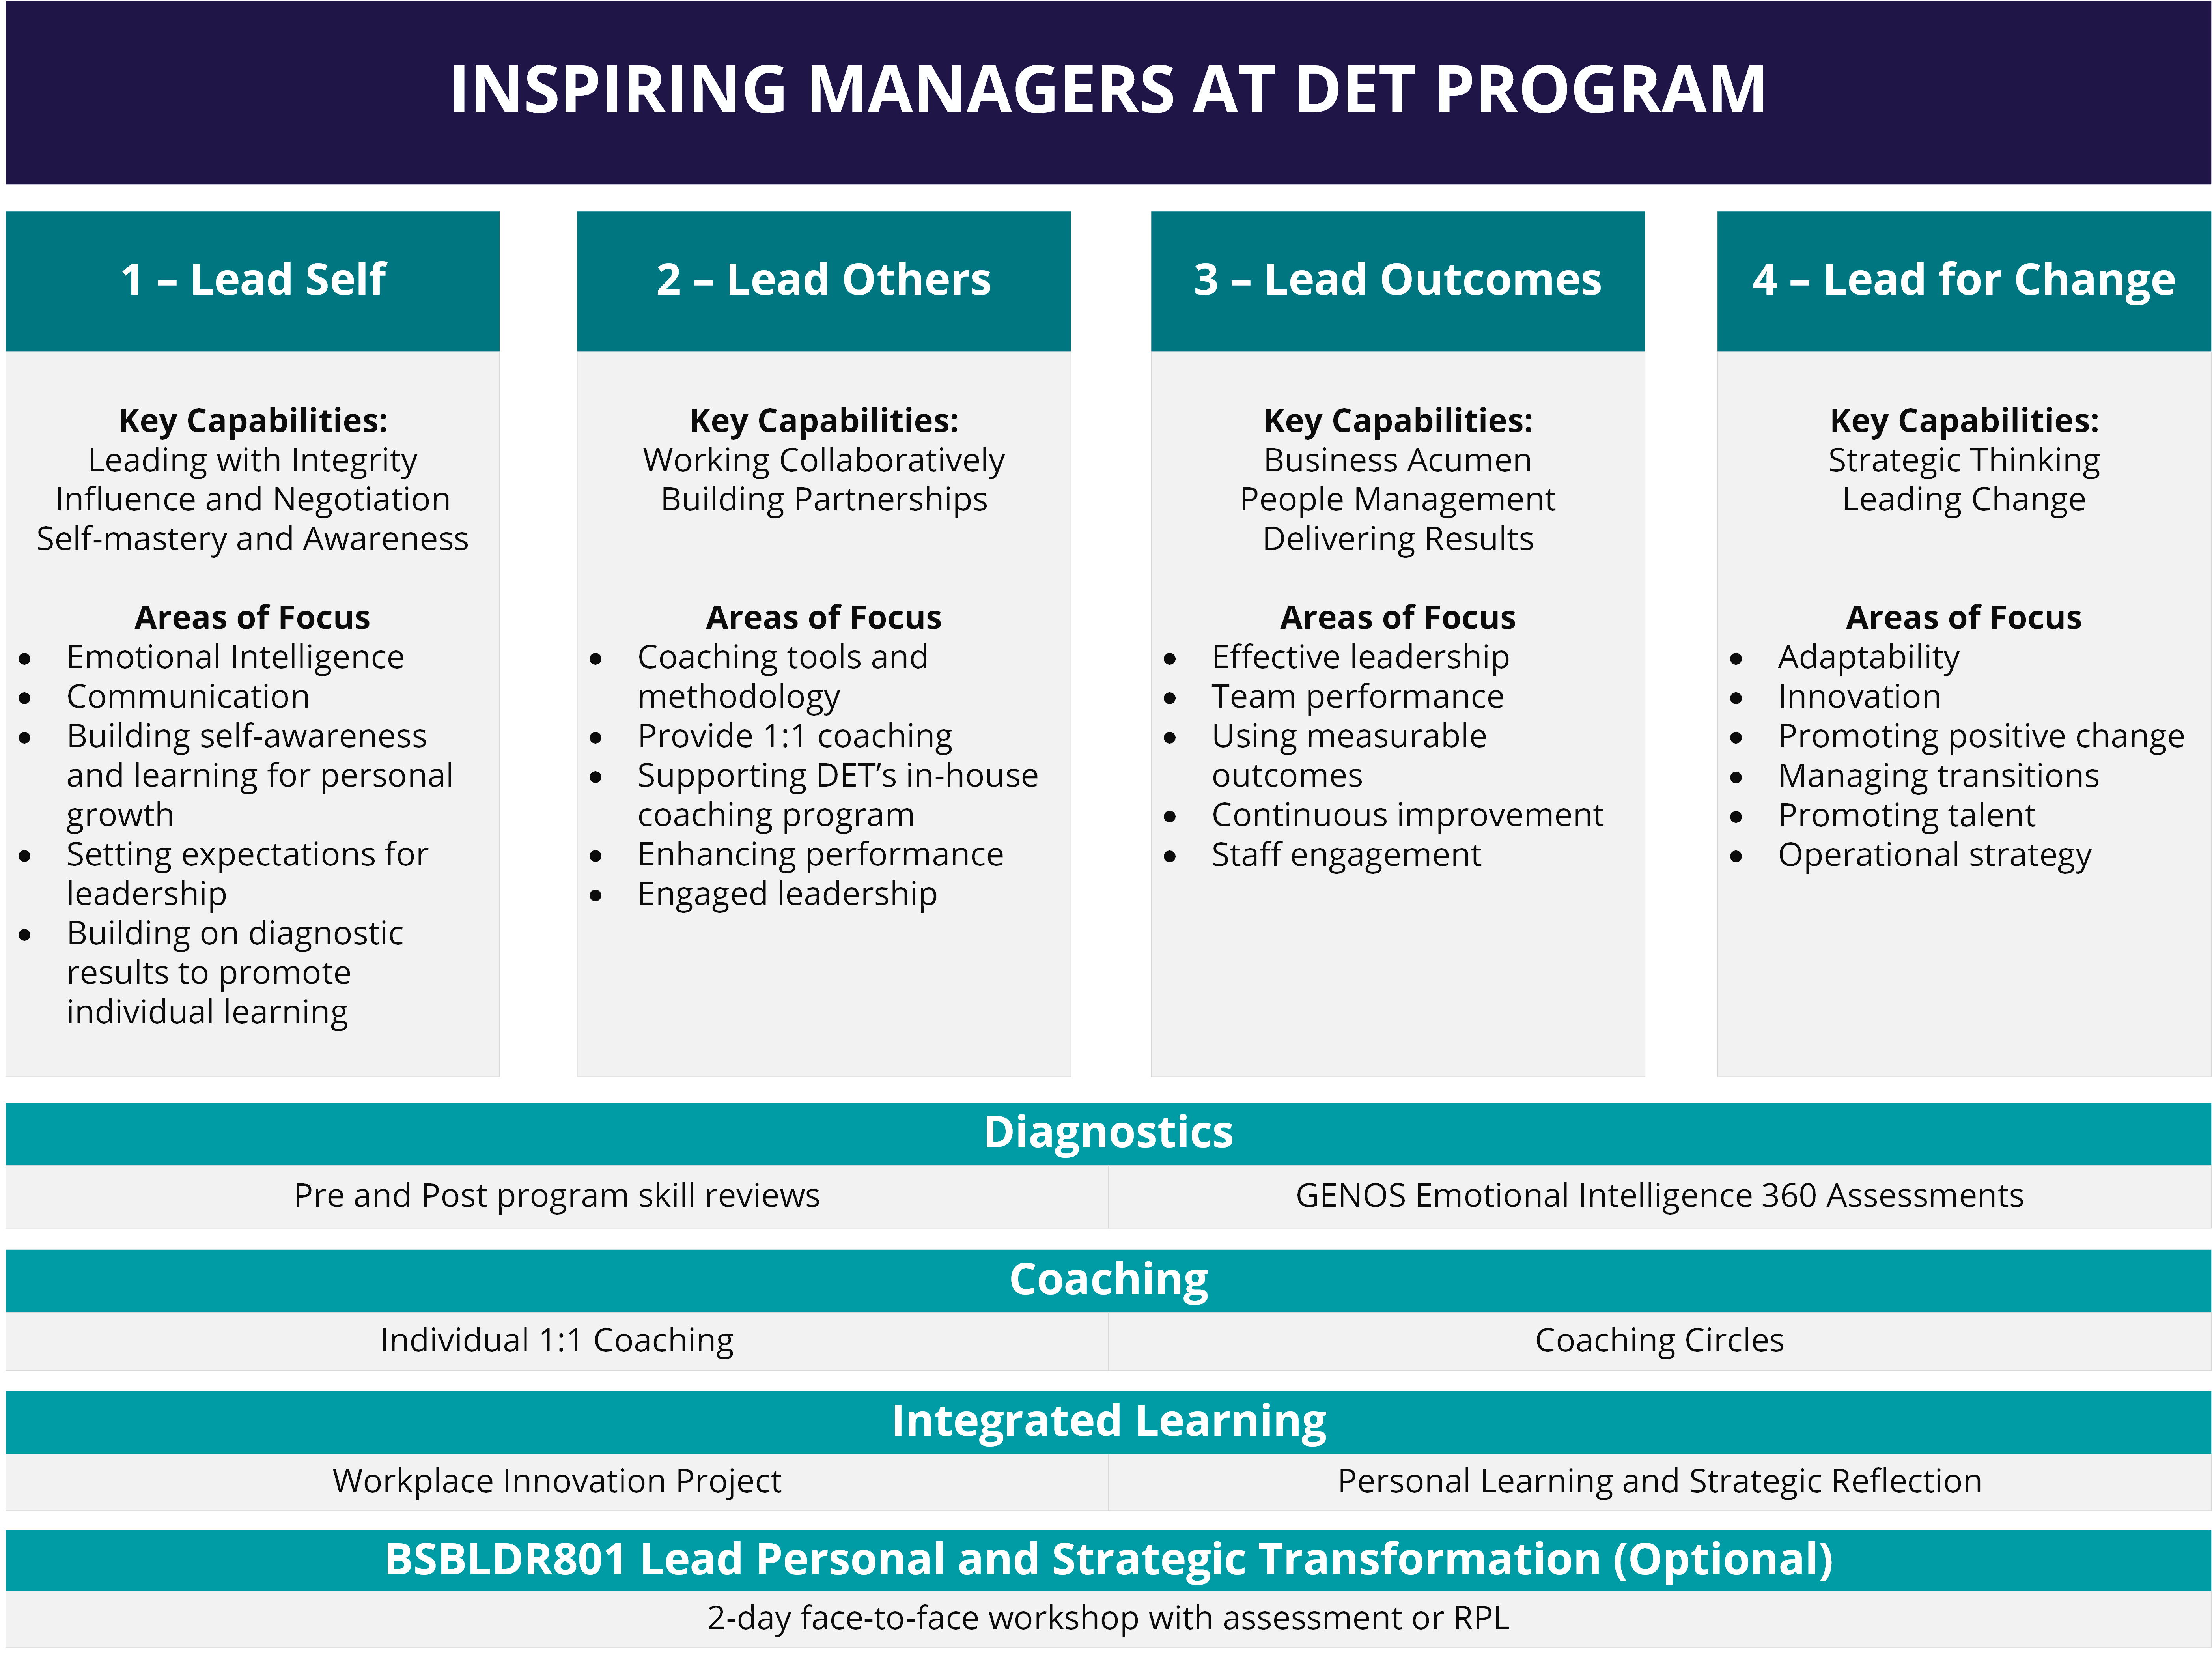 INSPIRING MANAGERS AT DET PROGRAM
1 – Lead Self
Key Capabilities:
Leading with Integrity
Influence and Negotiation
Self-mastery and Awareness
Areas of Focus
• Emotional Intelligence
• Communication
• Building self-awareness
and learning for personal
growth
• Setting expectations for
leadership
• Building on diagnostic
results to promote
individual learning
2 – Lead Others
Key Capabilities:
Working Collaboratively
Building Partnerships
Areas of Focus
• Coaching tools and
methodology
• Provide 1:1 coaching
• Supporting DET’s in-house
coaching program
• Enhancing performance
• Engaged leadership
3 – Lead Outcomes
Key Capabilities:
Business Acumen
People Management
Delivering Results
Areas of Focus
• Effective leadership
• Team performance
• Using measurable
outcomes
• Continuous improvement
• Staff engagement
4 – Lead for Change
Key Capabilities:
Strategic Thinking
Leading Change
Areas of Focus
• Adaptability
• Innovation
• Promoting positive change
• Managing transitions
• Promoting talent
• Operational strategy
Diagnostics
Pre and Post program skill reviews
GENOS Emotional Intelligence 360 Assessments
Coaching
Individual 1:1 Coaching
Coaching Circles
Integrated Learning
Workplace Innovation Project
Personal Learning and Strategic Reflection
BSBLDR801 Lead Personal and Strategic Transformation (Optional)
2-day face-to-face workshop with assessment or RPL